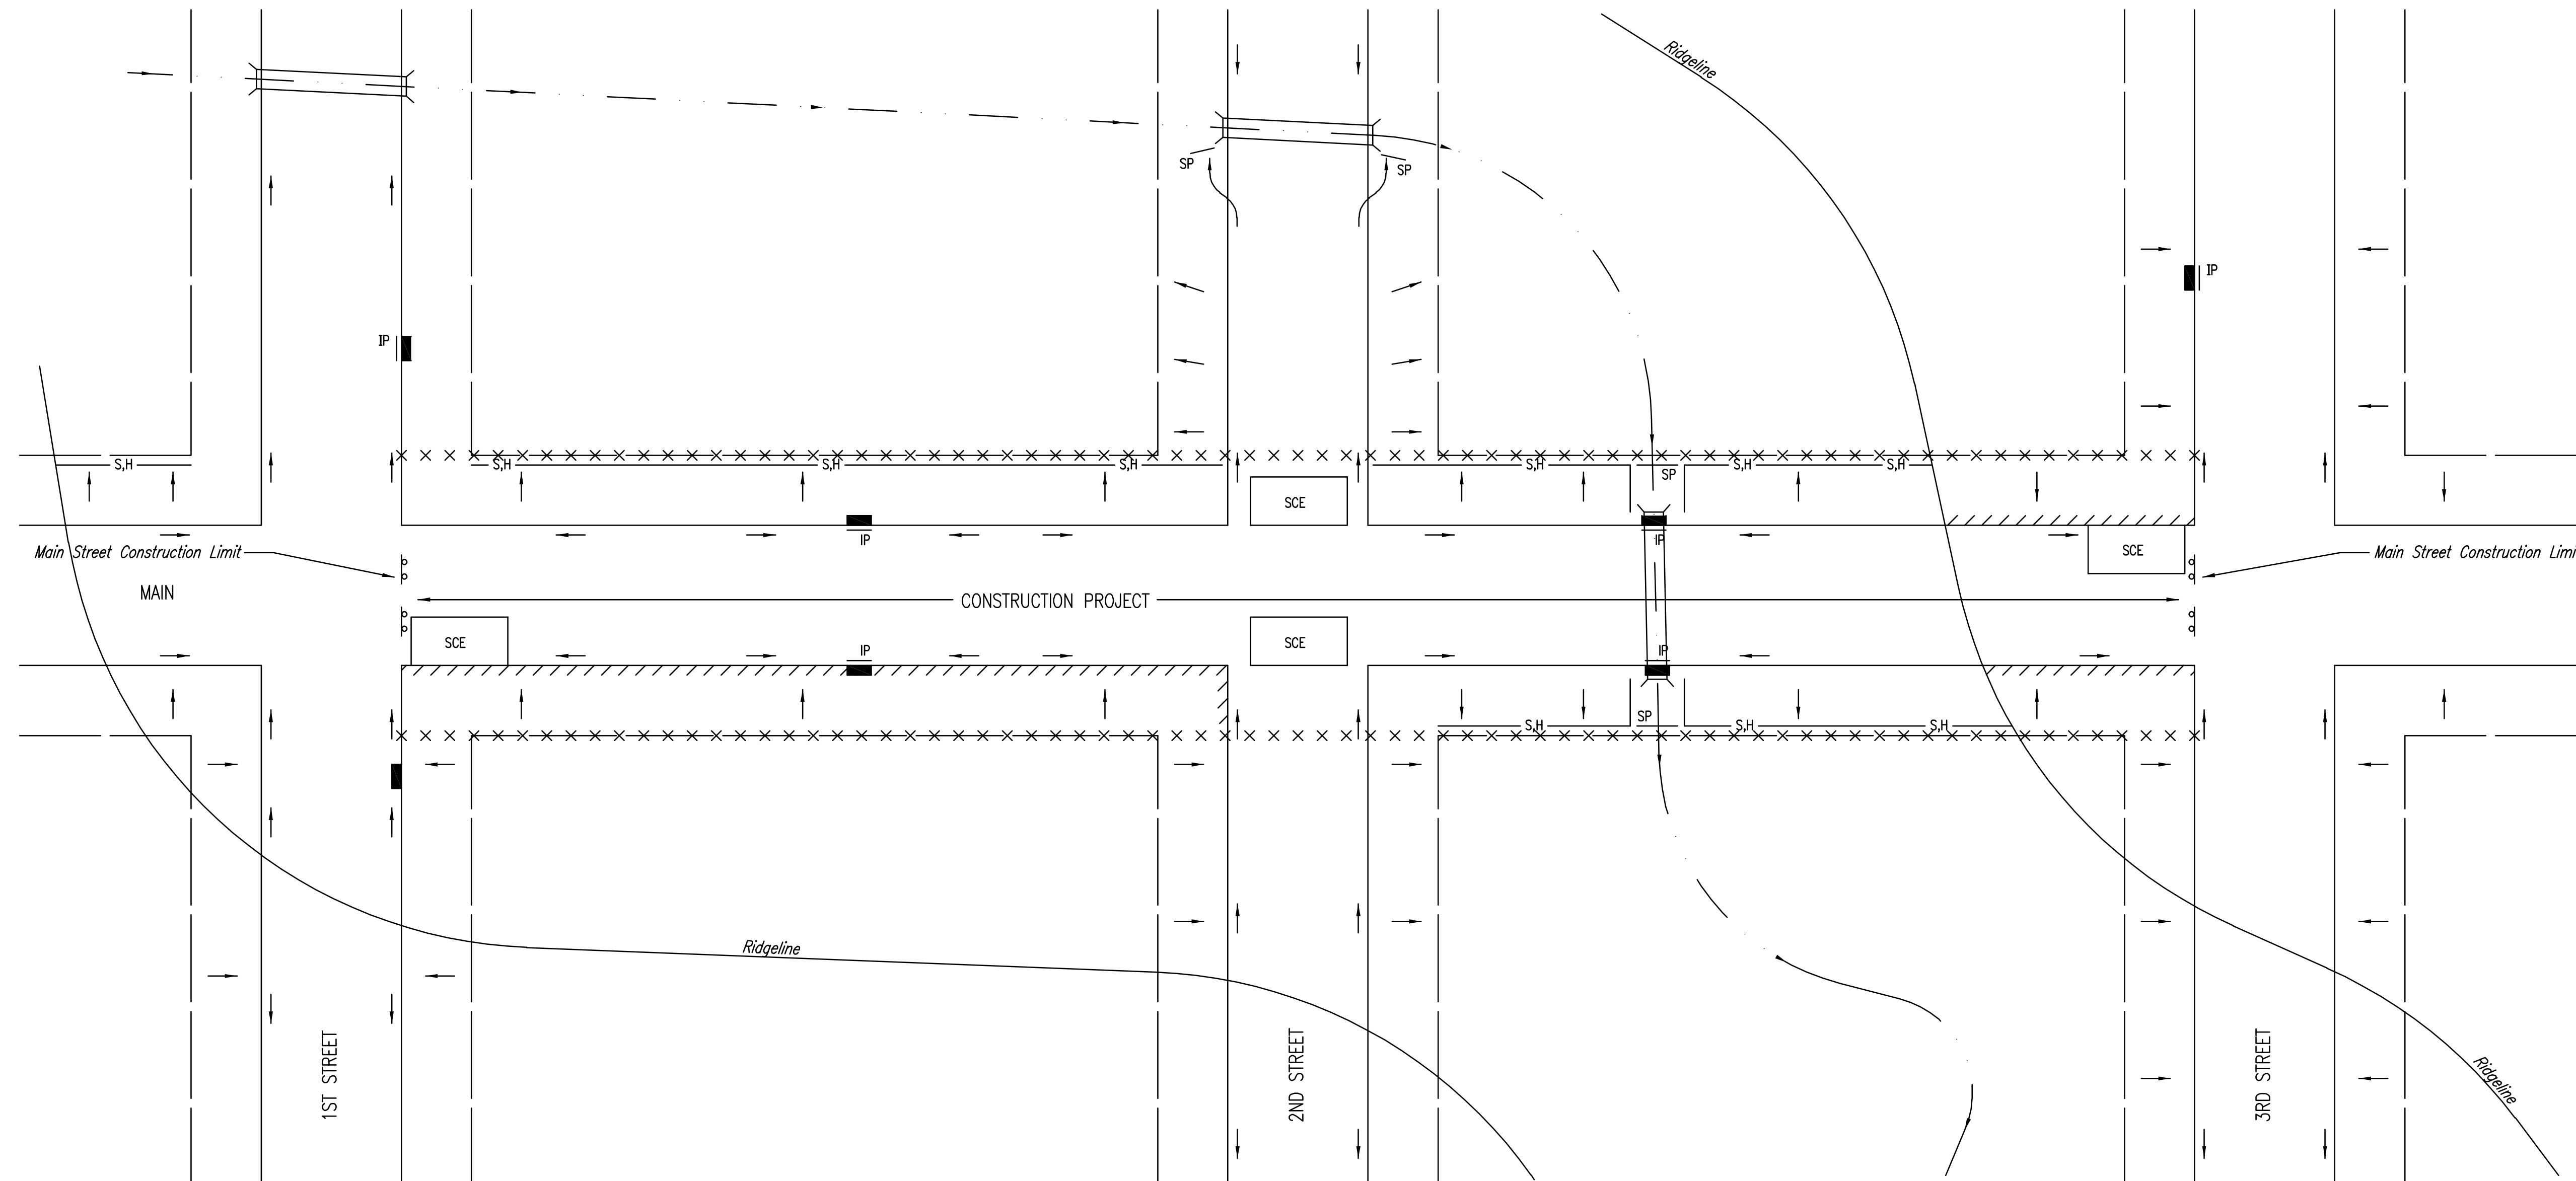 Ridgeline
SP
SP
IP
IP
S,H
S,H
S,H
S,H
S,H
SP
S,H
S,H
SCE
IP
IP
Main Street Construction Limit
SCE
Main Street Construction Limi
MAIN
CONSTRUCTION PROJECT
SCE
SCE
IP
IP
SP
S,H
S,H
S,H
Ridgeline
1ST STREET
2ND STREET
3RD STREET
Ridgeline